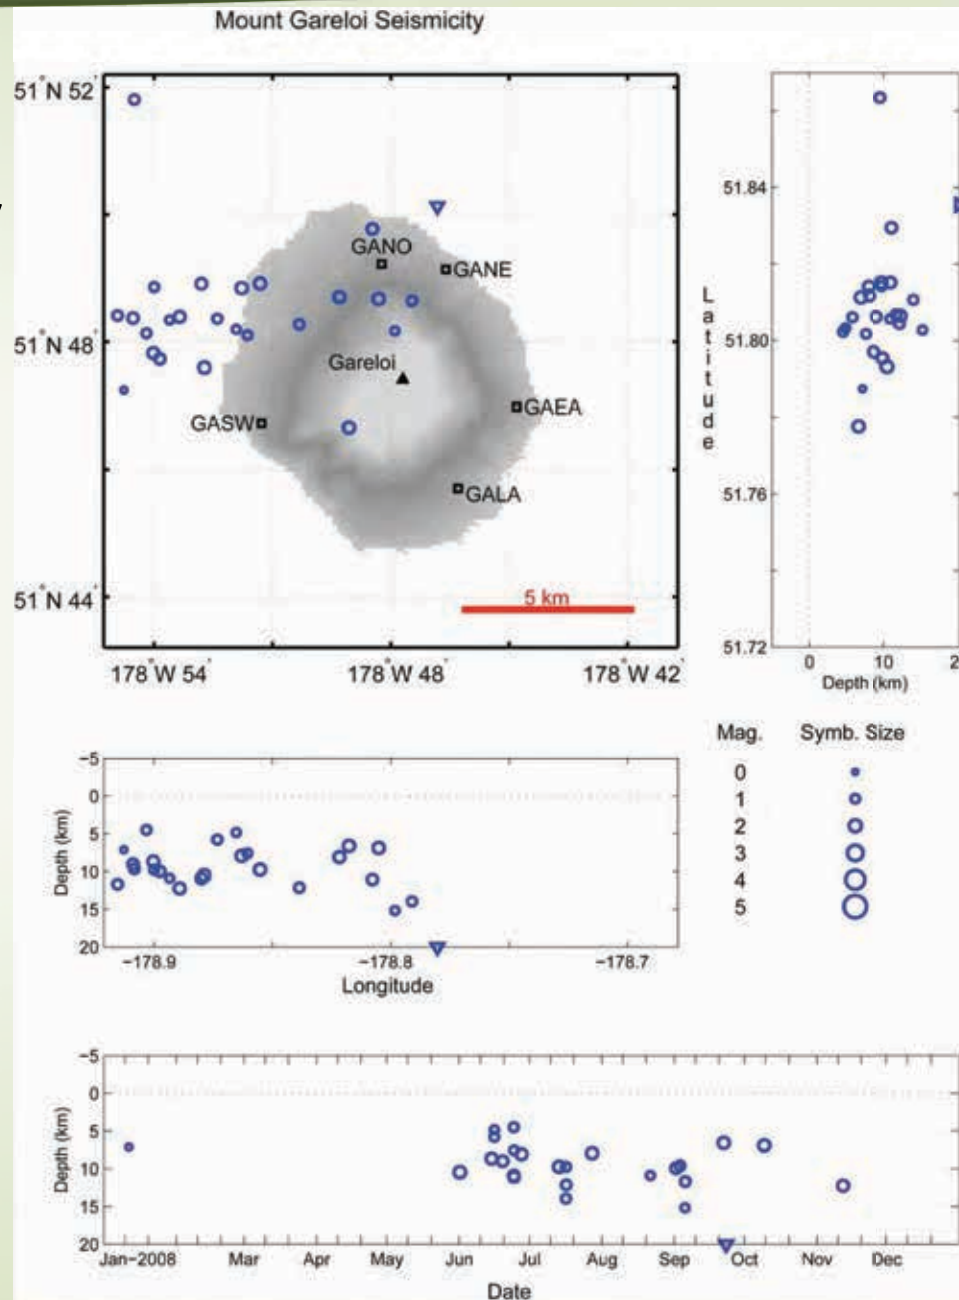 Mount Gareloi Seismicity
51°N 52'
51°N 48'
51°N 44'
GANO
GANE
Gareloi
GAEA
GASW
GALA
5 km
178°W 54'
178°W 48'
178°W 42'
51.84
51.80
51.76
51.72
Latitude
0 10
Depth (km)
Mag. Symb. Size
0
1
2
3
4
5
−5
0
5
10
15
20
Depth (km)
−178.9 −178.8 −178.7
Longitude
−5
0
5
10
15
20
Depth (km)
Jan−2008 Mar Apr May Jun Jul Aug Sep Oct Nov Dec
Date